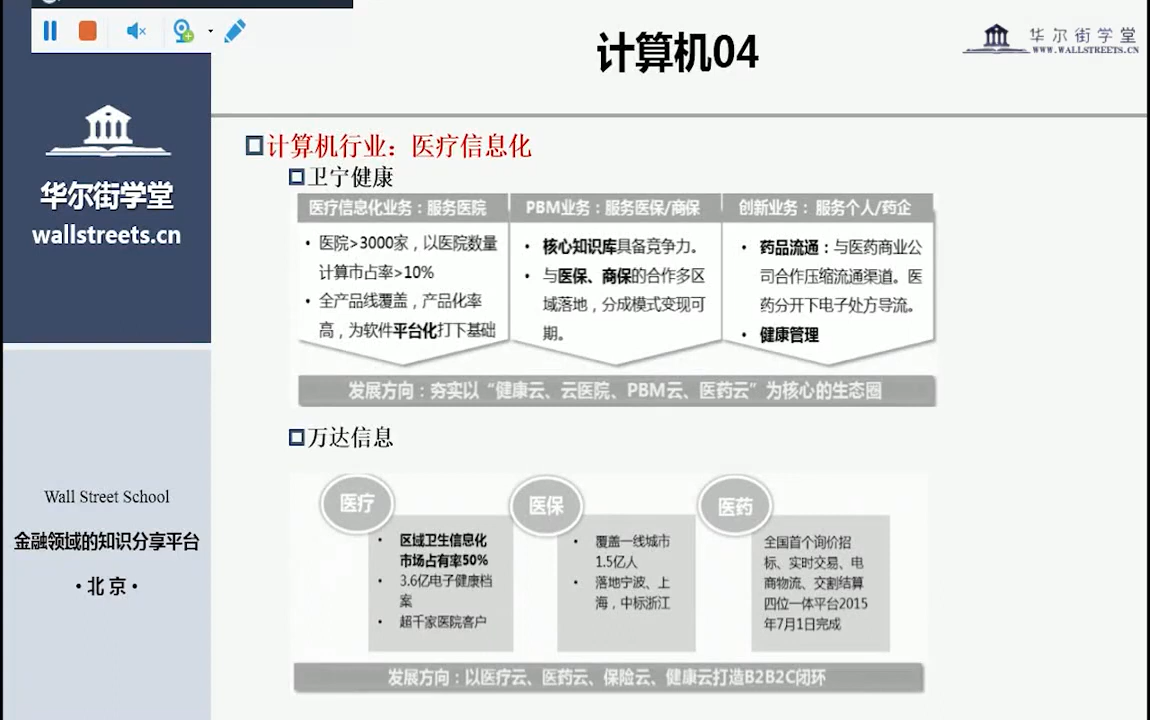 计算机04
华尔街学堂
WWW.WALLSTREETS.CN
华尔街学堂
wallstreets.cn
Wall Street School
金融领域的知识分享平台
·北京·
计算机行业：医疗信息化
卫宁健康
医疗信息化业务：服务医院
• 医院>3000家，以医院数量
计算市占率>10%
• 全产品线覆盖，产品化率
高，为软件平台化打下基础
PBM业务：服务医保/商保
• 核心知识库具备竞争力。
• 与医保、商保的合作多区
域落地，分成模式变现可
期。
创新业务：服务个人/药企
• 药品流通：与医药商业公
司合作压缩流通渠道。医
药分开下电子处方导流。
• 健康管理
发展方向：夯实以“健康云、云医院、PBM云、医药云”为核心的生态圈
万达信息
医疗
• 区域卫生信息化
市场占有率50%
• 3.6亿电子健康档
案
• 超千家医院客户
医保
• 覆盖一线城市
1.5亿人
• 落地宁波、上
海，中标浙江
医药
全国首个询价招
标、实时交易、电
商物流、交割结算
四位一体平台2015
年7月1日完成
发展方向：以医疗云、医药云、保险云、健康云打造B2B2C闭环